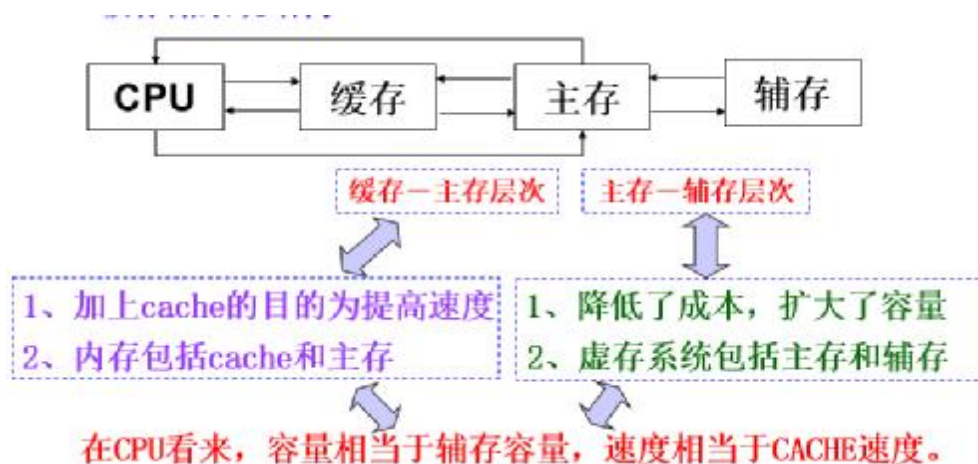 CPU
缓存
主存
辅存
缓存－主存层次
主存－辅存层次
1、加上cache的目的为提高速度
2、内存包括cache和主存
1、降低了成本，扩大了容量
2、虚存系统包括主存和辅存
在CPU看来，容量相当于辅存容量，速度相当于CACHE速度。